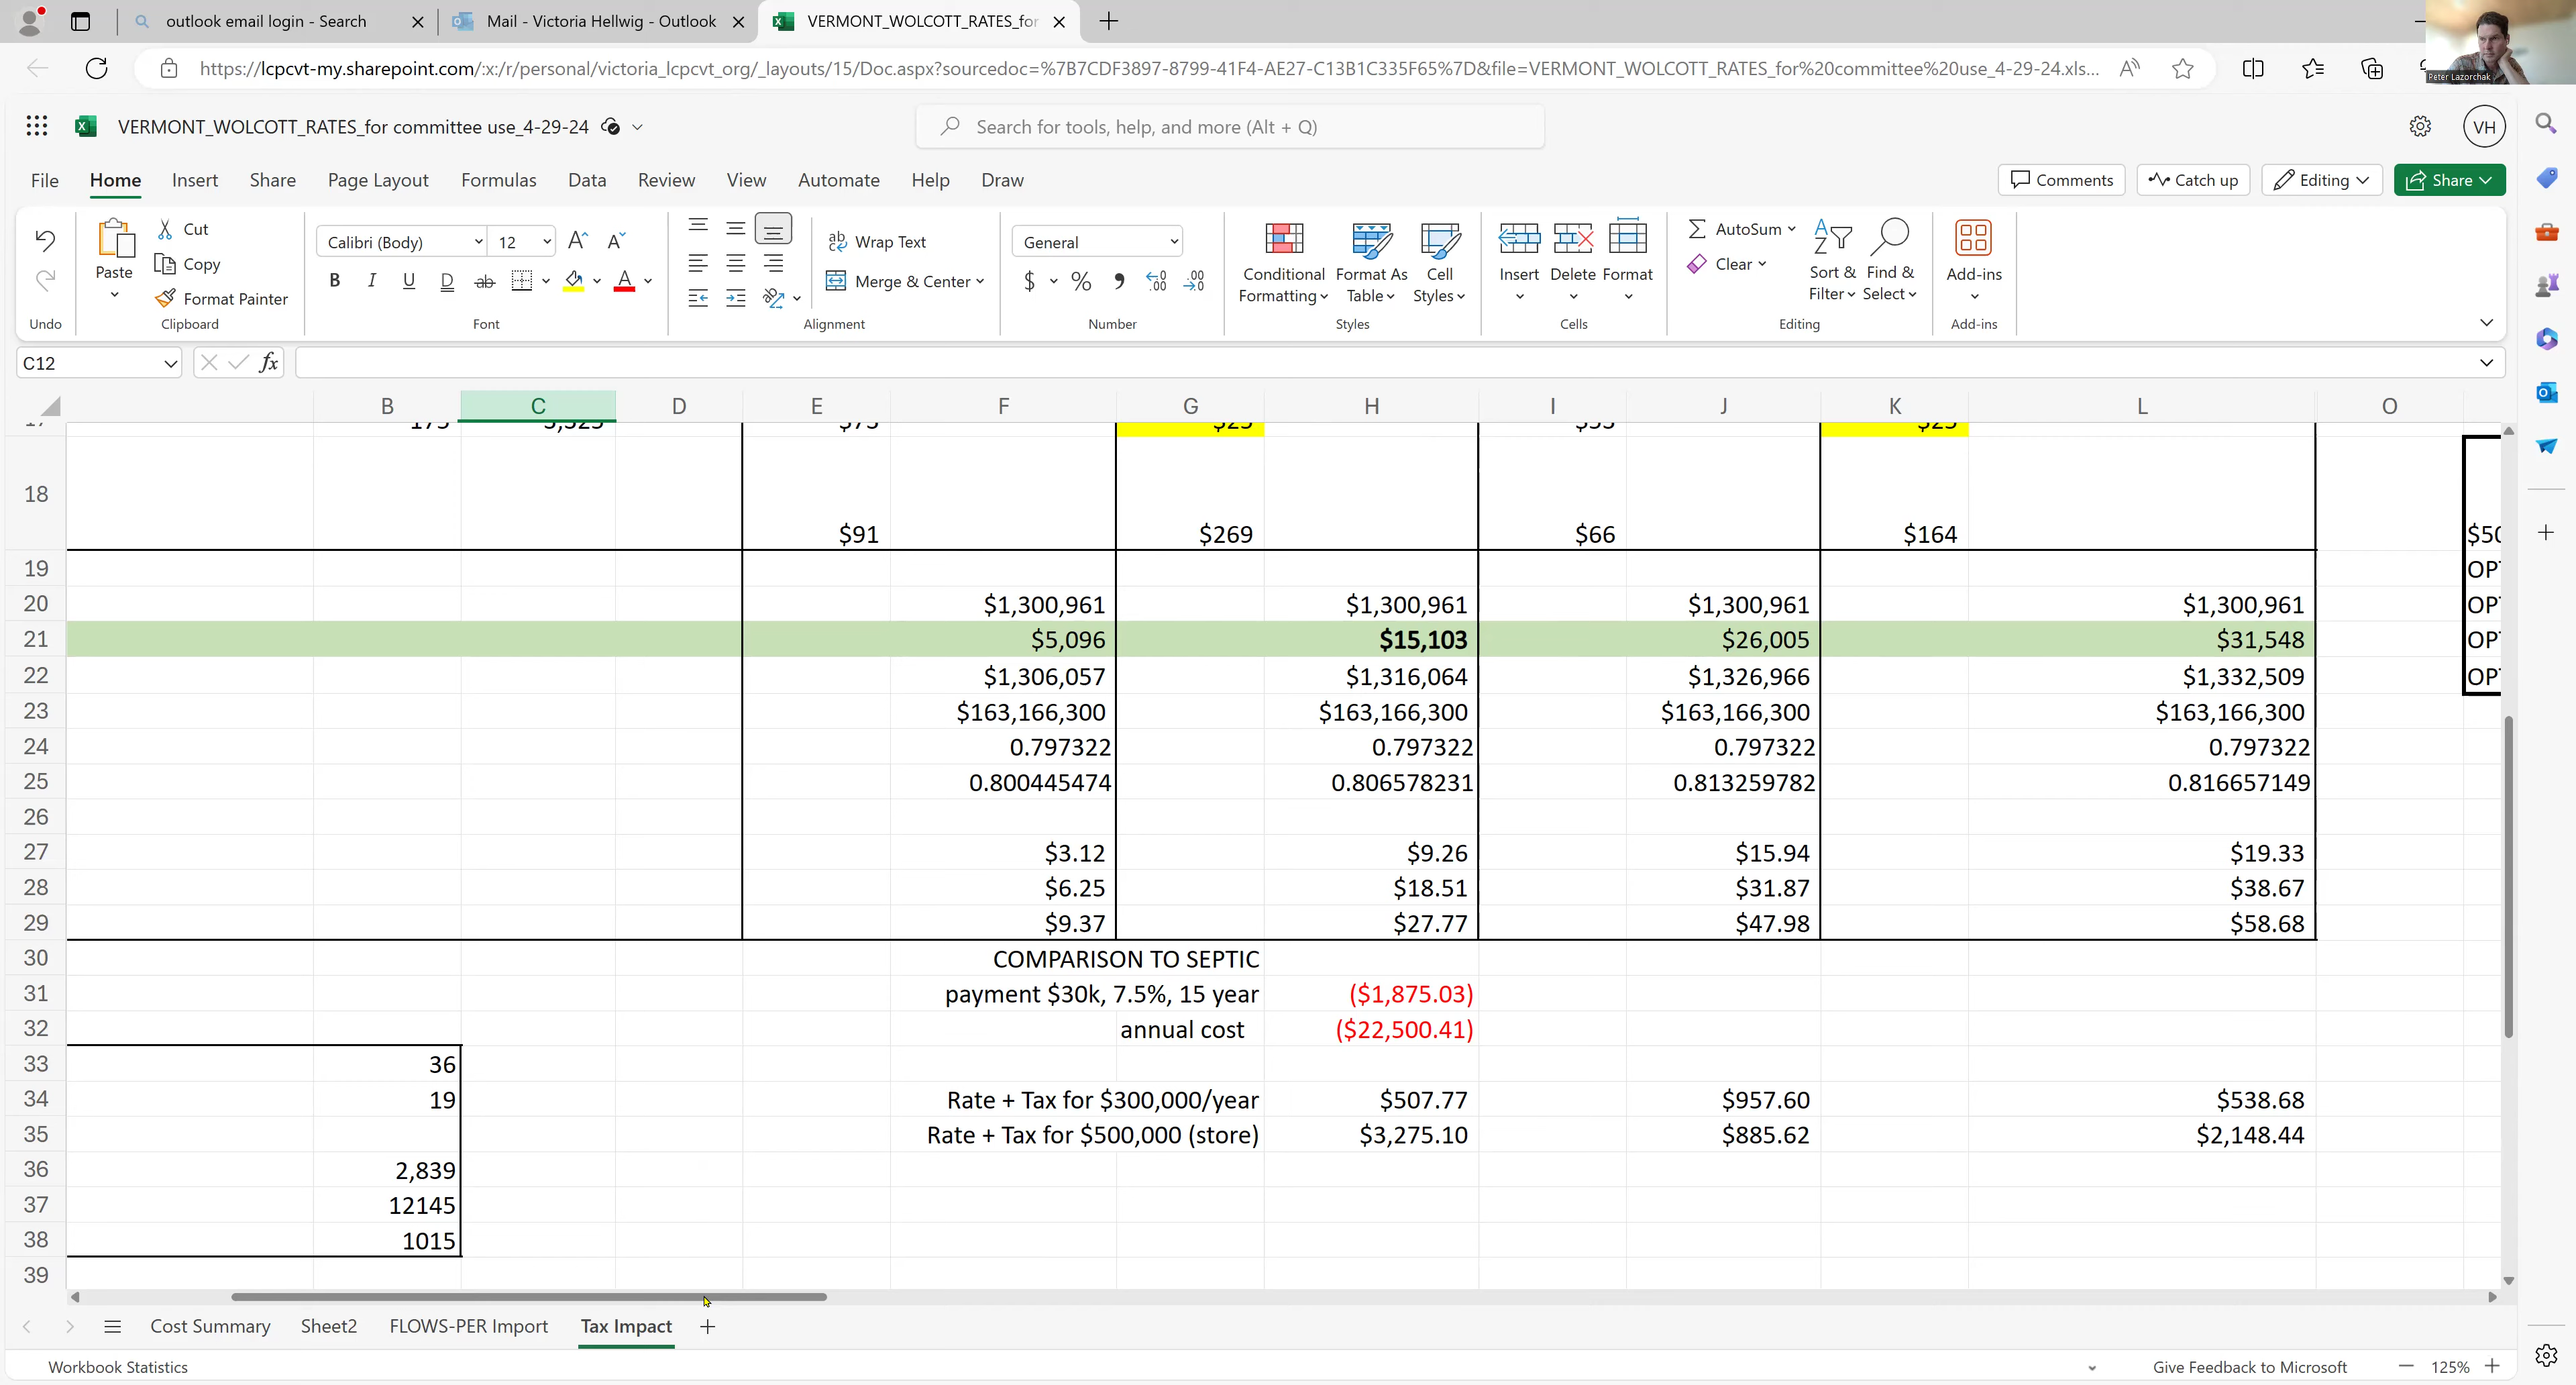 outlook email login - Search
Mail - Victoria Hellwig - Outlook
VERMONT_WOLCOTT_RATES_for
https://lcpcvt-my.sharepoint.com/:x:/r/personal/victoria_lcpcvt_org/_layouts/15/Doc.aspx?sourcedoc=%7B7CDF3897-8799-41F4-AE27-C13B1C335F65%7D&file=VERMONT_WOLCOTT_RATES_for%20committee%20use_4-29-24.xls...
Peter Lazorchak
VERMONT_WOLCOTT_RATES_for committee use_4-29-24
Search for tools, help, and more (Alt + Q)
VH
File Home Insert Share Page Layout Formulas Data Review View Automate Help Draw
Comments Catch up Editing Share
Paste Cut Copy Format Painter
Calibri (Body) 12
Wrap Text
Merge & Center
General
Conditional Formatting Format As Table Cell Styles
Insert Delete Format
AutoSum
Clear
Sort & Filter Find & Select
Add-ins
Undo Clipboard Font Alignment Number Styles Cells Editing Add-ins
C12
B C D E F G H I J K L O
17 175 3,325 $73 $25 $53 $25
18 $91 $269 $66 $164
19
20 $1,300,961 $1,300,961 $1,300,961 $1,300,961
21 $5,096 $15,103 $26,005 $31,548
22 $1,306,057 $1,316,064 $1,326,966 $1,332,509
23 $163,166,300 $163,166,300 $163,166,300 $163,166,300
24 0.797322 0.797322 0.797322 0.797322
25 0.800445474 0.806578231 0.813259782 0.816657149
26
27 $3.12 $9.26 $15.94 $19.33
28 $6.25 $18.51 $31.87 $38.67
29 $9.37 $27.77 $47.98 $58.68
30 COMPARISON TO SEPTIC
31 payment $30k, 7.5%, 15 year ($1,875.03)
32 annual cost ($22,500.41)
33 36
34 19 Rate + Tax for $300,000/year $507.77 $957.60 $538.68
35 Rate + Tax for $500,000 (store) $3,275.10 $885.62 $2,148.44
36 2,839
37 12145
38 1015
39
Cost Summary Sheet2 FLOWS-PER Import Tax Impact
Workbook Statistics
Give Feedback to Microsoft 125%